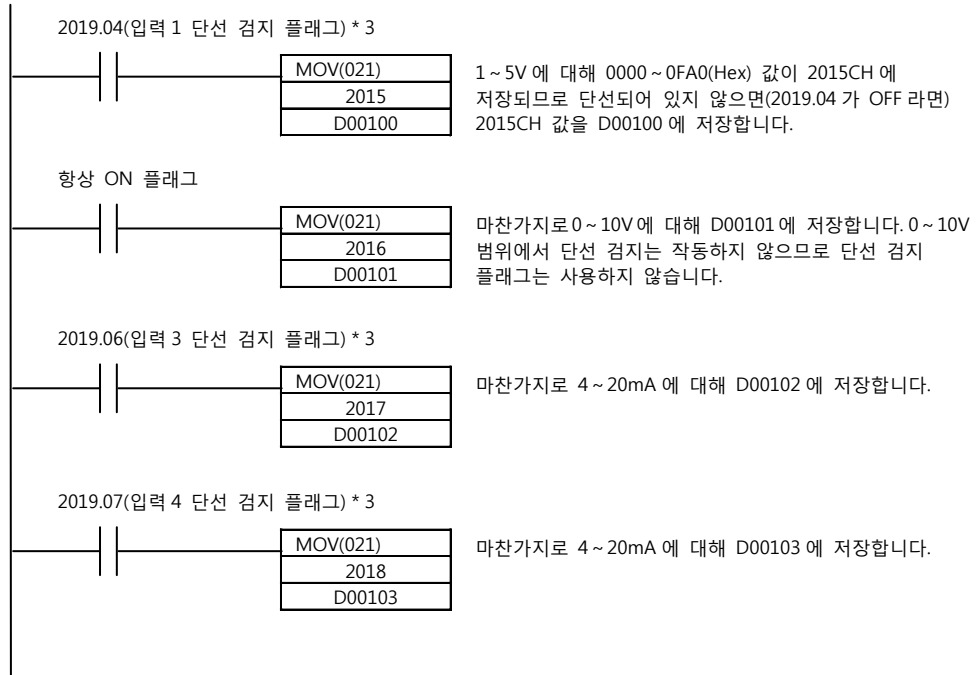 2019.04(입력 1 단선 검지 플래그) * 3
MOV(021)
2015
D00100
1~5V 에 대해 0000~0FA0(Hex) 값이 2015CH 에
저장되므로 단선되어 있지 않으면(2019.04 가 OFF 라면)
2015CH 값을 D00100 에 저장합니다.
항상 ON 플래그
MOV(021)
2016
D00101
마찬가지로 0~10V 에 대해 D00101 에 저장합니다. 0~10V
범위에서 단선 검지는 작동하지 않으므로 단선 검지
플래그는 사용하지 않습니다.
2019.06(입력 3 단선 검지 플래그) * 3
MOV(021)
2017
D00102
마찬가지로 4~20mA 에 대해 D00102 에 저장합니다.
2019.07(입력 4 단선 검지 플래그) * 3
MOV(021)
2018
D00103
마찬가지로 4~20mA 에 대해 D00103 에 저장합니다.